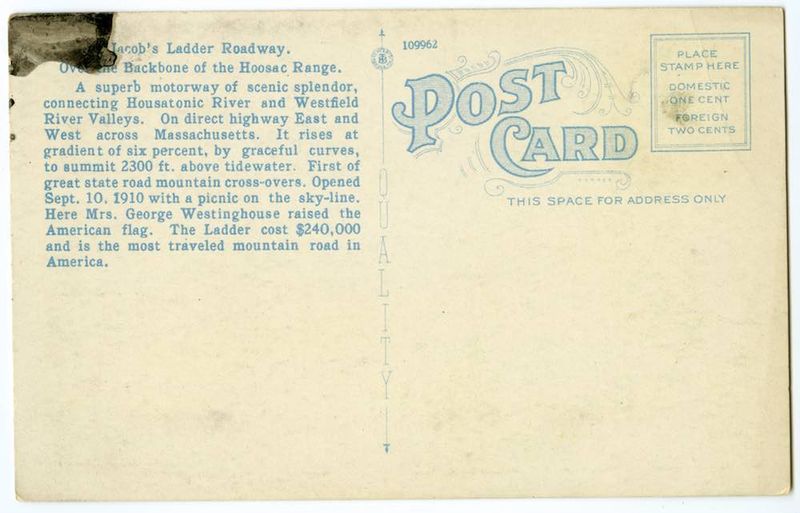 Jacob's Ladder Roadway.
Over the Backbone of the Hoosac Range.
A superb motorway of scenic splendor,
connecting Housatonic River and Westfield
River Valleys. On direct highway East and
West across Massachusetts. It rises at
gradient of six percent, by graceful curves,
to summit 2300 ft. above tidewater. First of
great state road mountain cross-overs. Opened
Sept. 10, 1910 with a picnic on the sky-line.
Here Mrs. George Westinghouse raised the
American flag. The Ladder cost $240,000
and is the most traveled mountain road in
America.
QUALITY
109962
POST
CARD
THIS SPACE FOR ADDRESS ONLY
PLACE
STAMP HERE
DOMESTIC
ONE CENT
FOREIGN
TWO CENTS